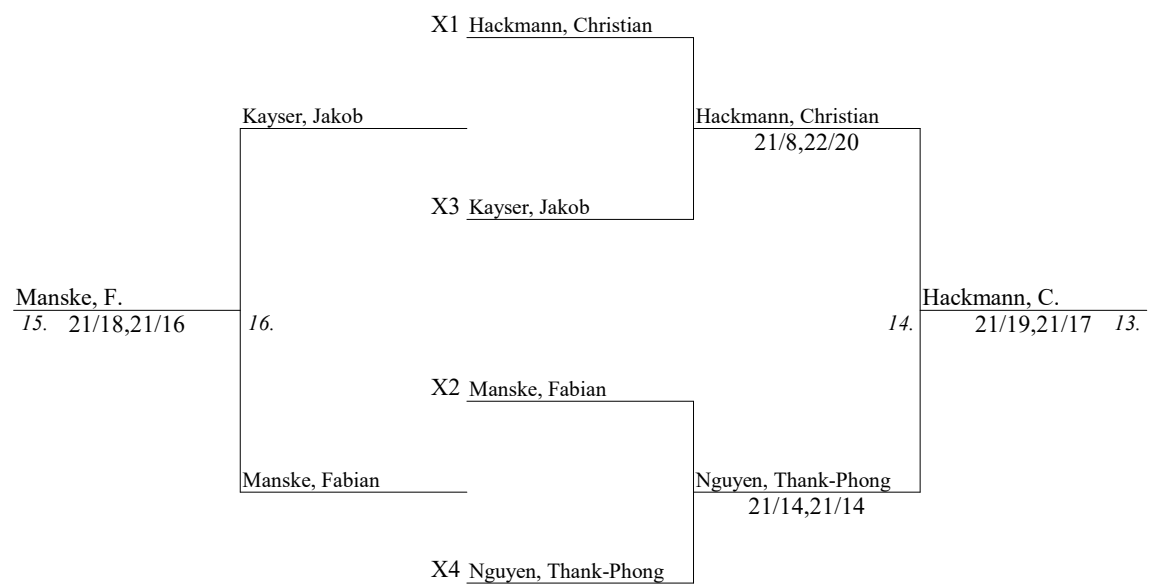 X1 Hackmann, Christian
Kayser, Jakob
Hackmann, Christian
21/8,22/20
X3 Kayser, Jakob
Manske, F.
15. 21/18,21/16
16.
Hackmann, C.
14.
21/19,21/17 13.
X2 Manske, Fabian
Manske, Fabian
Nguyen, Thank-Phong
21/14,21/14
X4 Nguyen, Thank-Phong